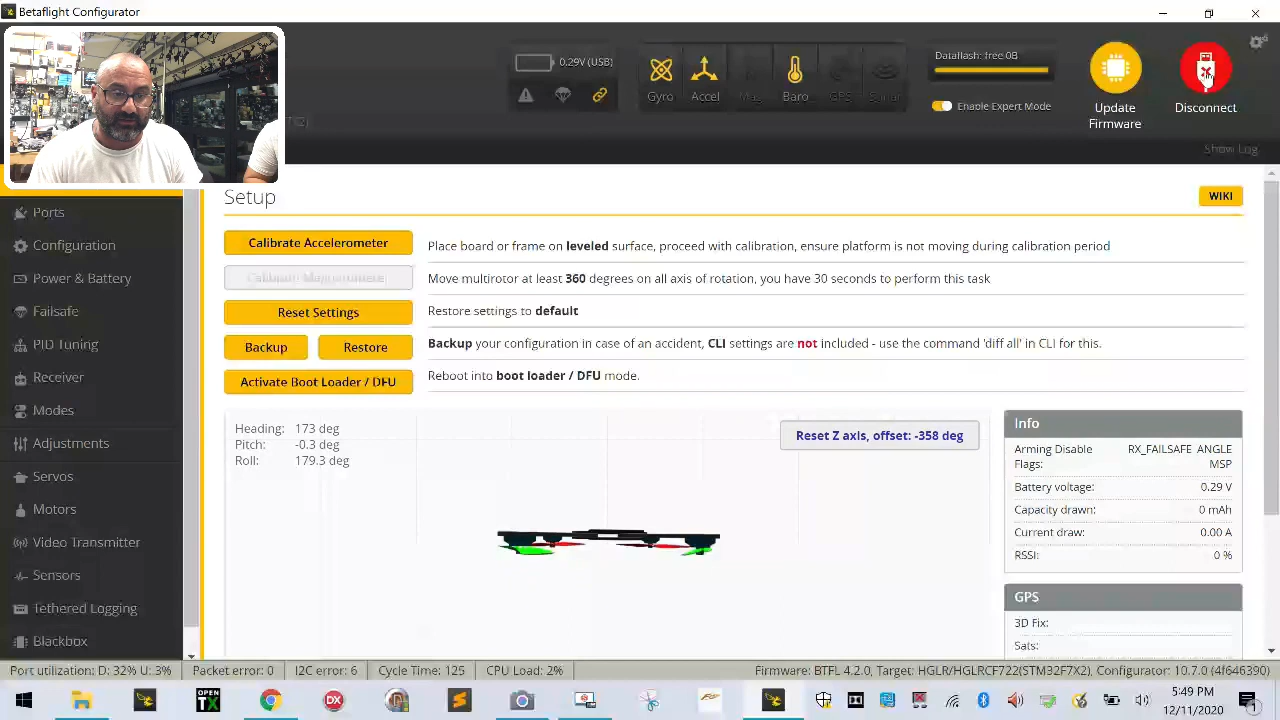 Betaflight Configurator
0.29V (USB)
Gyro
Accel
Mag
Baro
GPS
Sonar
Dataflash: free 0B
Enable Expert Mode
Update
Firmware
Disconnect
Show Log
Setup
WIKI
Ports
Configuration
Power & Battery
Failsafe
PID Tuning
Receiver
Modes
Adjustments
Servos
Motors
Video Transmitter
Sensors
Tethered Logging
Blackbox
Calibrate Accelerometer
Place board or frame on leveled surface, proceed with calibration, ensure platform is not moving during calibration period
Calibrate Magnetometer
Move multirotor at least 360 degrees on all axis of rotation, you have 30 seconds to perform this task
Reset Settings
Restore settings to default
Backup
Restore
Backup your configuration in case of an accident, CLI settings are not included - use the command 'diff all' in CLI for this.
Activate Boot Loader / DFU
Reboot into boot loader / DFU mode.
Heading: 173 deg
Pitch: -0.3 deg
Roll: 179.3 deg
Reset Z axis, offset: -358 deg
Info
Arming Disable Flags: RX_FAILSAFE ANGLE MSP
Battery voltage: 0.29 V
Capacity drawn: 0 mAh
Current draw: 0.00 A
RSSI: 0 %
GPS
3D Fix:
Sats:
Port utilization: D: 32% U: 3%
Packet error: 0
I2C error: 6
Cycle Time: 125
CPU Load: 2%
Firmware: BTFL 4.2.0, Target: HGLR/HGLRCF722(STM32F7X2), Configurator: 10.7.0 (4f646390)
OPEN
TX
DX
5:49 PM
12/11/2020